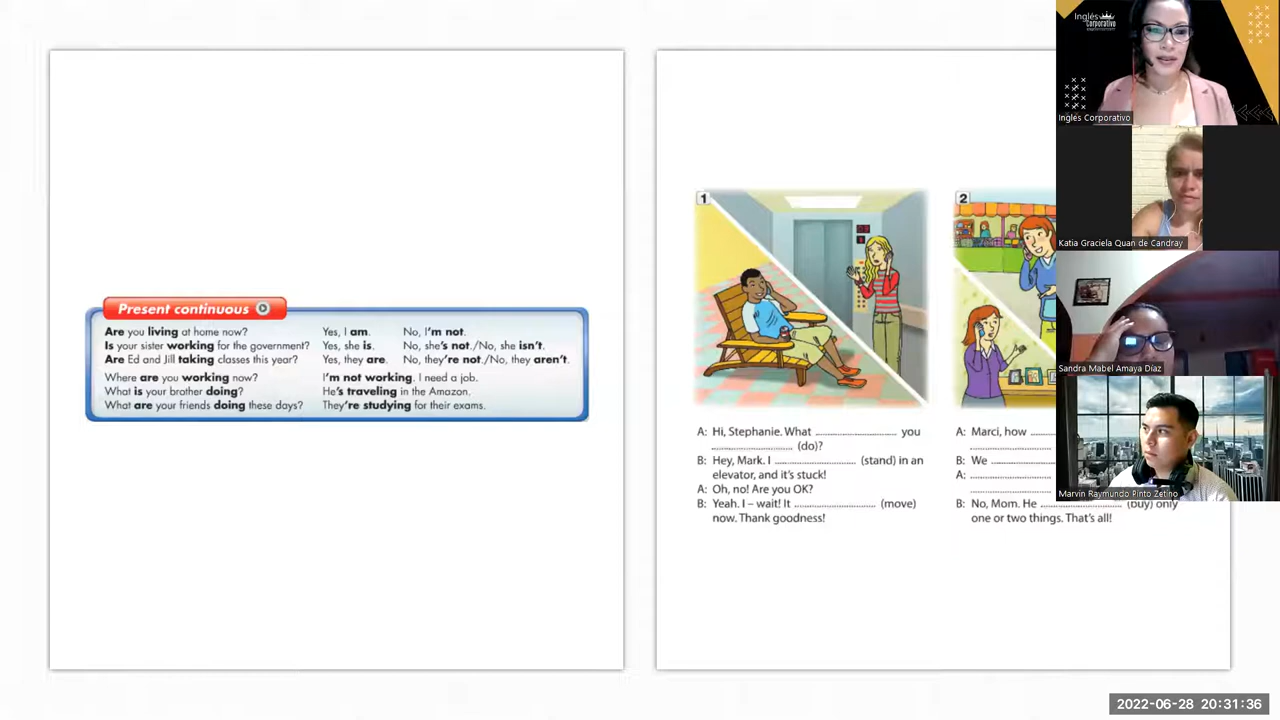 Present continuous
Are you living at home now? Yes, I am. No, I'm not.
Is your sister working for the government? Yes, she is. No, she's not./No, she isn't.
Are Ed and Jill taking classes this year? Yes, they are. No, they're not./No, they aren't.
Where are you working now? I'm not working. I need a job.
What is your brother doing? He's traveling in the Amazon.
What are your friends doing these days? They're studying for their exams.
1
A: Hi, Stephanie. What ........................... you
........................... (do)?
B: Hey, Mark. I ........................... (stand) in an
elevator, and it's stuck!
A: Oh, no! Are you OK?
B: Yeah. I – wait! It ........................... (move)
now. Thank goodness!
2
A: Marci, how ........
...........................
B: We ....................
A: ...........................
...........................
B: No, Mom. He ........................... (buy) only
one or two things. That's all!
Inglés
Corporativo
Inglés Corporativo
Katia Graciela Quan de Candray
Sandra Mabel Amaya Díaz
Marvin Raymundo Pinto Zetino
2022-06-28 20:31:36